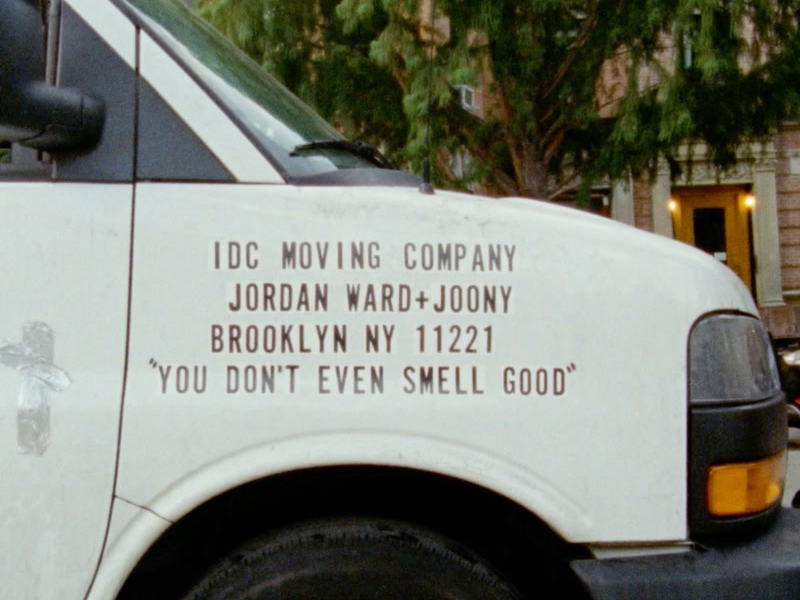 IDC MOVING COMPANY
JORDAN WARD+JOONY
BROOKLYN NY 11221
"YOU DON'T EVEN SMELL GOOD"